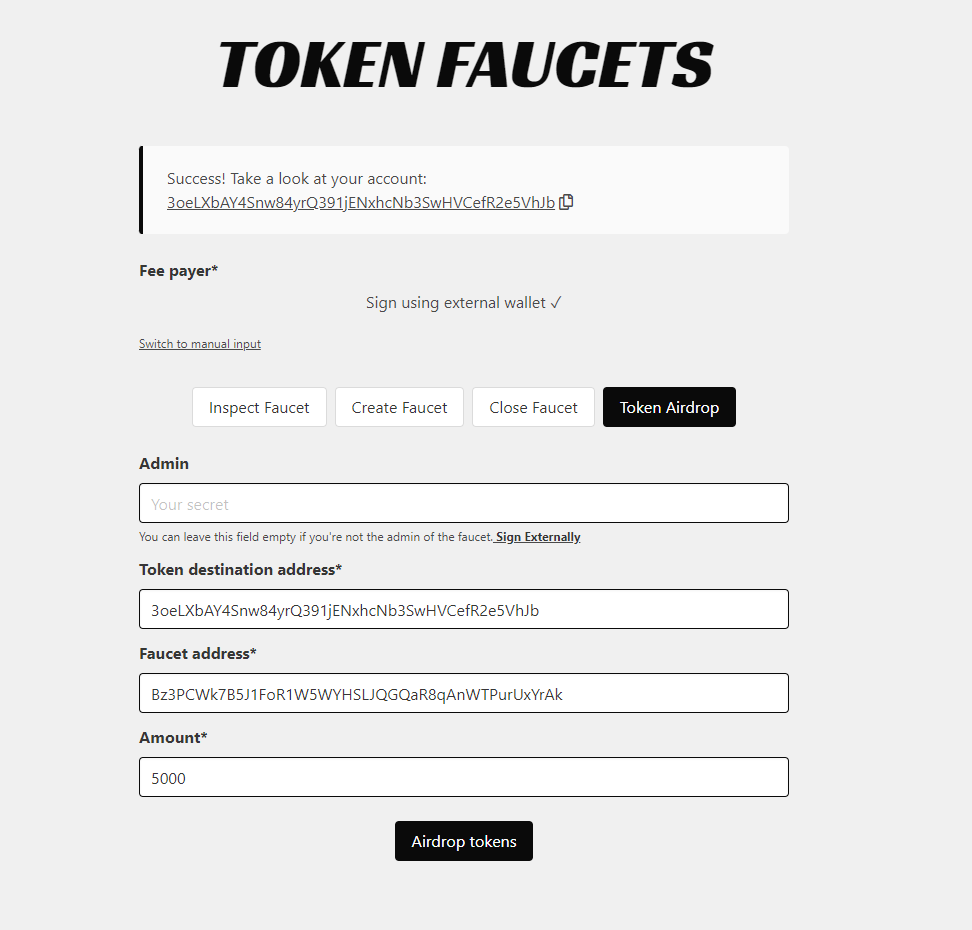 TOKEN FAUCETS
Success! Take a look at your account:
3oeLXbAY4Snw84yrQ391jENxhcNb3SwHVCefR2e5VhJb
Fee payer*
Sign using external wallet ✓
Switch to manual input
Inspect Faucet Create Faucet Close Faucet Token Airdrop
Admin
Your secret
You can leave this field empty if you're not the admin of the faucet. Sign Externally
Token destination address*
3oeLXbAY4Snw84yrQ391jENxhcNb3SwHVCefR2e5VhJb
Faucet address*
Bz3PCWk7B5J1FoR1W5WYHSLJQGQaR8qAnWTPurUxYrAk
Amount*
5000
Airdrop tokens